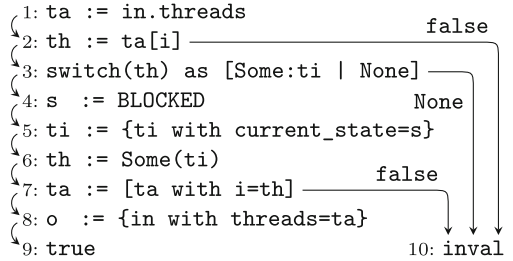 1: ta := in.threads
false
2: th := ta[i]
3: switch(th) as [Some:ti | None]
4: s := BLOCKED
None
5: ti := {ti with current_state=s}
6: th := Some(ti)
false
7: ta := [ta with i=th]
8: o := {in with threads=ta}
9: true
10: inval